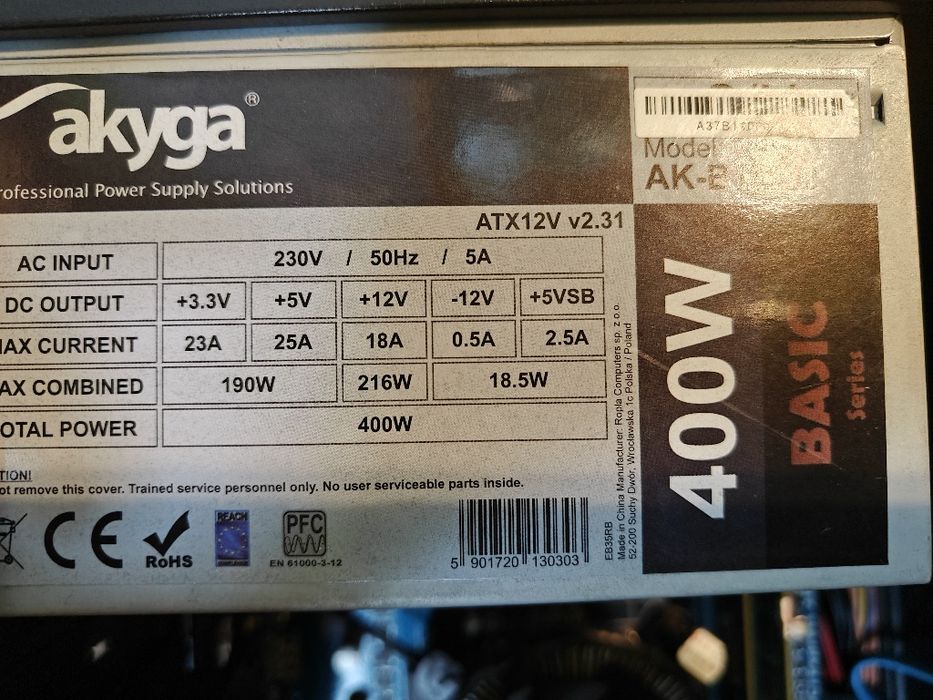 akyga®
rofessional Power Supply Solutions
A37B
Model
AK-
ATX12V v2.31
AC INPUT 230V / 50Hz / 5A
DC OUTPUT +3.3V +5V +12V -12V +5VSB
AX CURRENT 23A 25A 18A 0.5A 2.5A
AX COMBINED 190W 216W 18.5W
OTAL POWER 400W
400W
BASIC
Series
TION!
ot remove this cover. Trained service personnel only. No user serviceable parts inside.
CE
RoHS
REACH
PFC
EN 61000-3-12
5 901720 130303
EB35RB
Made in China Manufacturer: Ropla Computers sp. z o.o.
52-200 Suchy Dwór, Wrocławska 1c Polska / Poland